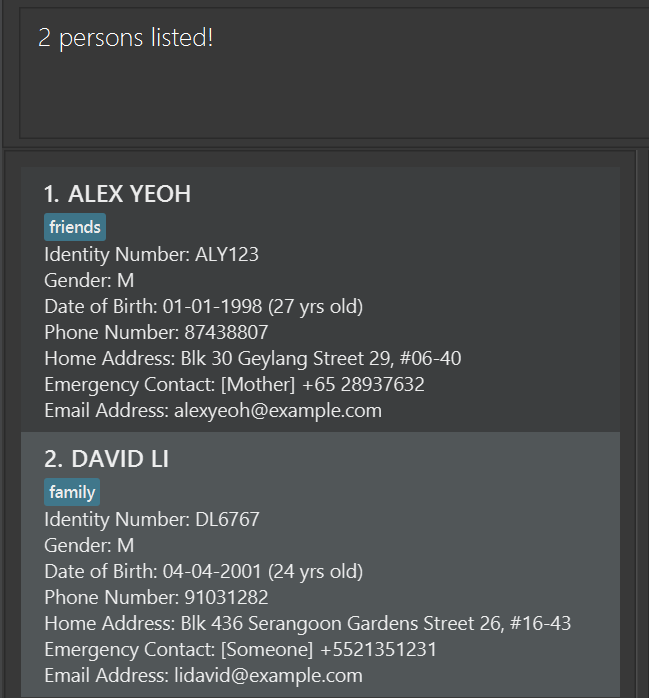 2 persons listed!
1. ALEX YEOH
friends
Identity Number: ALY123
Gender: M
Date of Birth: 01-01-1998 (27 yrs old)
Phone Number: 87438807
Home Address: Blk 30 Geylang Street 29, #06-40
Emergency Contact: [Mother] +65 28937632
Email Address: alexyeoh@example.com
2. DAVID LI
family
Identity Number: DL6767
Gender: M
Date of Birth: 04-04-2001 (24 yrs old)
Phone Number: 91031282
Home Address: Blk 436 Serangoon Gardens Street 26, #16-43
Emergency Contact: [Someone] +5521351231
Email Address: lidavid@example.com